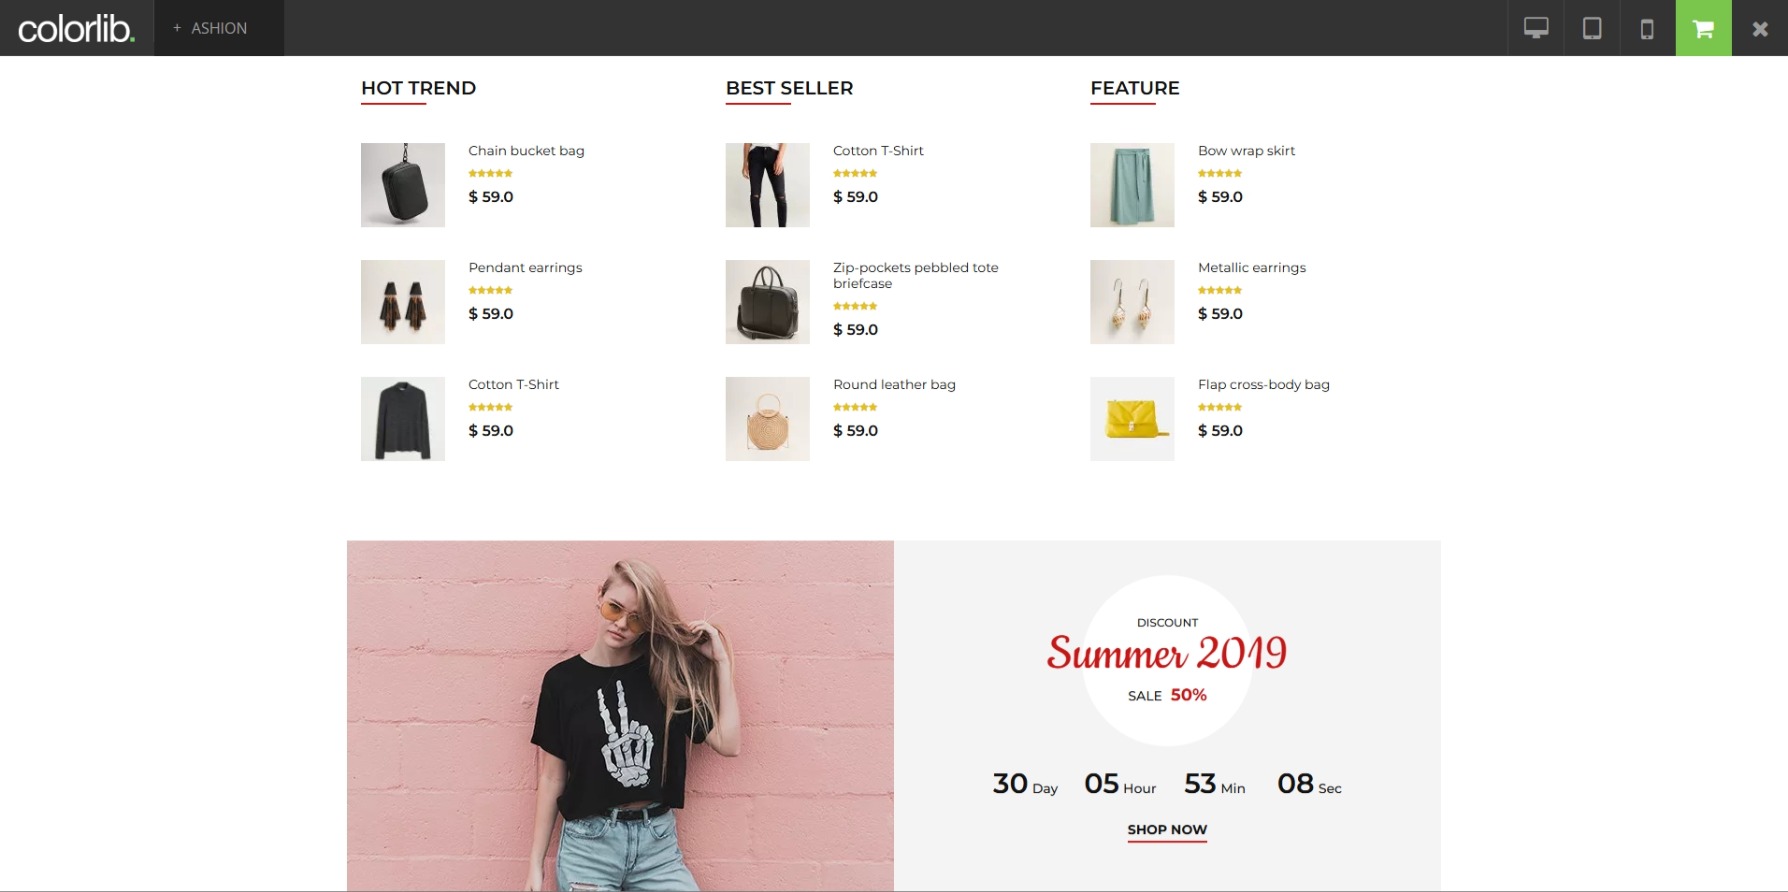 colorlib.
+ ASHION
HOT TREND
Chain bucket bag
$ 59.0
Pendant earrings
$ 59.0
Cotton T-Shirt
$ 59.0
BEST SELLER
Cotton T-Shirt
$ 59.0
Zip-pockets pebbled tote
briefcase
$ 59.0
Round leather bag
$ 59.0
FEATURE
Bow wrap skirt
$ 59.0
Metallic earrings
$ 59.0
Flap cross-body bag
$ 59.0
DISCOUNT
Summer 2019
SALE 50%
30 Day 05 Hour 53 Min 08 Sec
SHOP NOW